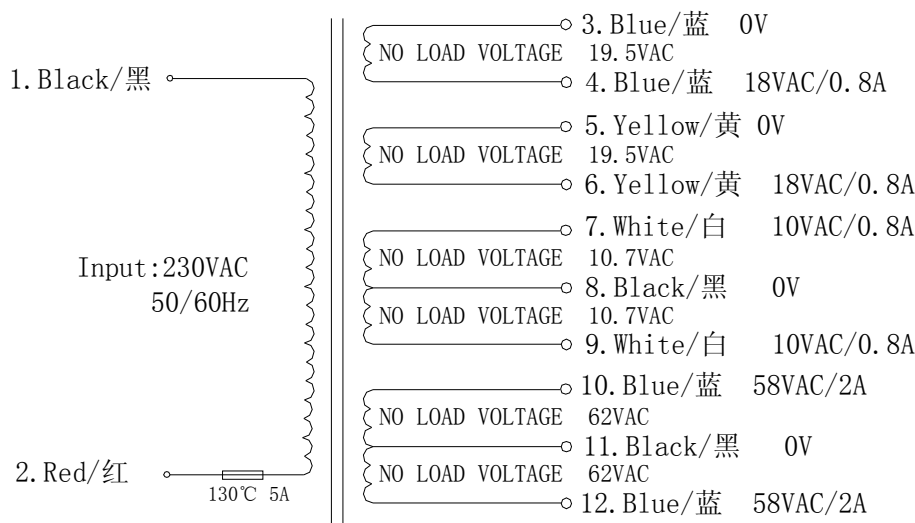 3.Blue/蓝 0V
NO LOAD VOLTAGE 19.5VAC
1.Black/黑
4.Blue/蓝 18VAC/0.8A
5.Yellow/黄 0V
NO LOAD VOLTAGE 19.5VAC
6.Yellow/黄 18VAC/0.8A
7.White/白 10VAC/0.8A
NO LOAD VOLTAGE 10.7VAC
Input:230VAC
50/60Hz
8.Black/黑 0V
NO LOAD VOLTAGE 10.7VAC
9.White/白 10VAC/0.8A
10.Blue/蓝 58VAC/2A
NO LOAD VOLTAGE 62VAC
11.Black/黑 0V
2.Red/红
NO LOAD VOLTAGE 62VAC
130℃ 5A
12.Blue/蓝 58VAC/2A